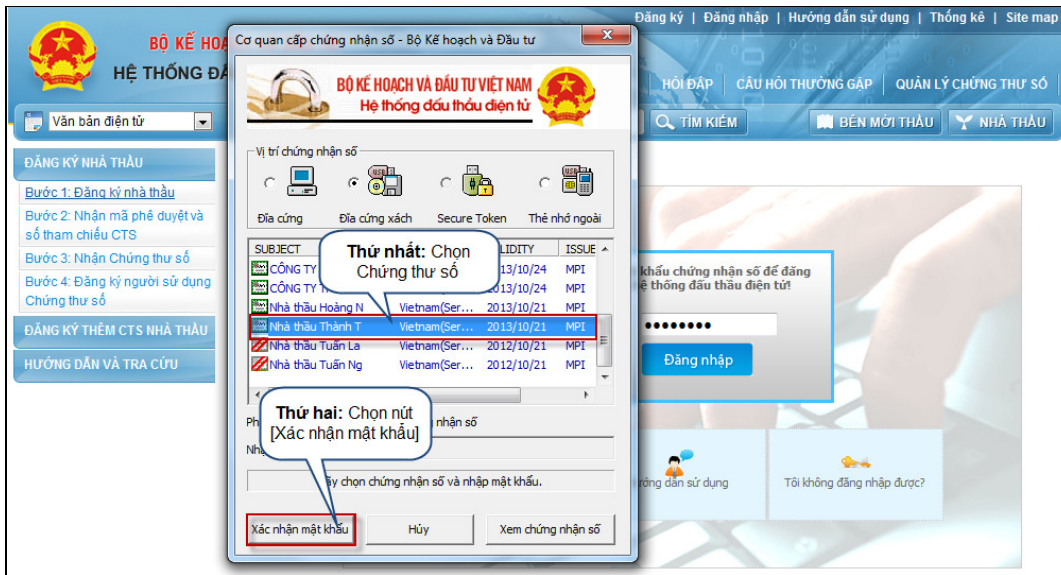 Đăng ký | Đăng nhập | Hướng dẫn sử dụng | Thống kê | Site map
BỘ KẾ HOẠ
HỆ THỐNG ĐẤ
HỎI ĐÁP | CÂU HỎI THƯỜNG GẶP | QUẢN LÝ CHỨNG THƯ SỐ
Văn bản điện tử
TÌM KIẾM
BÊN MỜI THẦU
NHÀ THẦU
ĐĂNG KÝ NHÀ THẦU
Bước 1: Đăng ký nhà thầu
Bước 2: Nhận mã phê duyệt và
số tham chiếu CTS
Bước 3: Nhận Chứng thư số
Bước 4: Đăng ký người sử dụng
Chứng thư số
ĐĂNG KÝ THÊM CTS NHÀ THẦU
HƯỚNG DẪN VÀ TRA CỨU
Cơ quan cấp chứng nhận số - Bộ Kế hoạch và Đầu tư
BỘ KẾ HOẠCH VÀ ĐẦU TƯ VIỆT NAM
Hệ thống đấu thầu điện tử
Vị trí chứng nhận số
Đĩa cứng
Đĩa cứng xách
Secure Token
Thẻ nhớ ngoài
SUBJECT LIDITY ISSUE
CÔNG TY 13/10/24 MPI
CÔNG TY 2013/10/24 MPI
Nhà thầu Hoàng N Vietnam(Ser... 2013/10/21 MPI
Nhà thầu Thành T Vietnam(Ser... 2013/10/21 MPI
Nhà thầu Tuấn La Vietnam(Ser... 2012/10/21 MPI
Nhà thầu Tuấn Ng Vietnam(Ser... 2012/10/21 MPI
Thứ nhất: Chọn
Chứng thư số
Thứ hai: Chọn nút
[Xác nhận mật khẩu]
nhận số
chọn chứng nhận số và nhập mật khẩu.
Xác nhận mật khẩu
Hủy
Xem chứng nhận số
khẩu chứng nhận số để đăng
hệ thống đấu thầu điện tử!
Đăng nhập
dẫn sử dụng
Tôi không đăng nhập được?